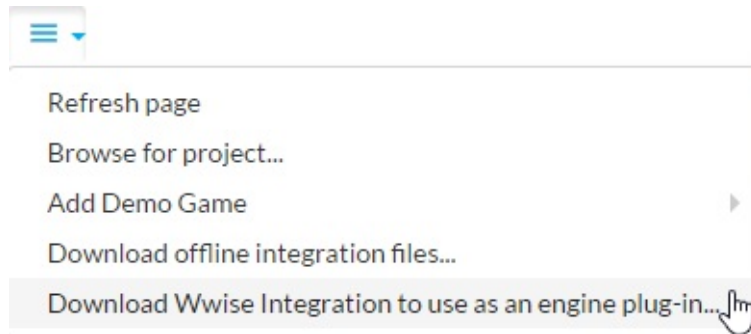 Refresh page
Browse for project...
Add Demo Game
Download offline integration files...
Download Wwise Integration to use as an engine plug-in...